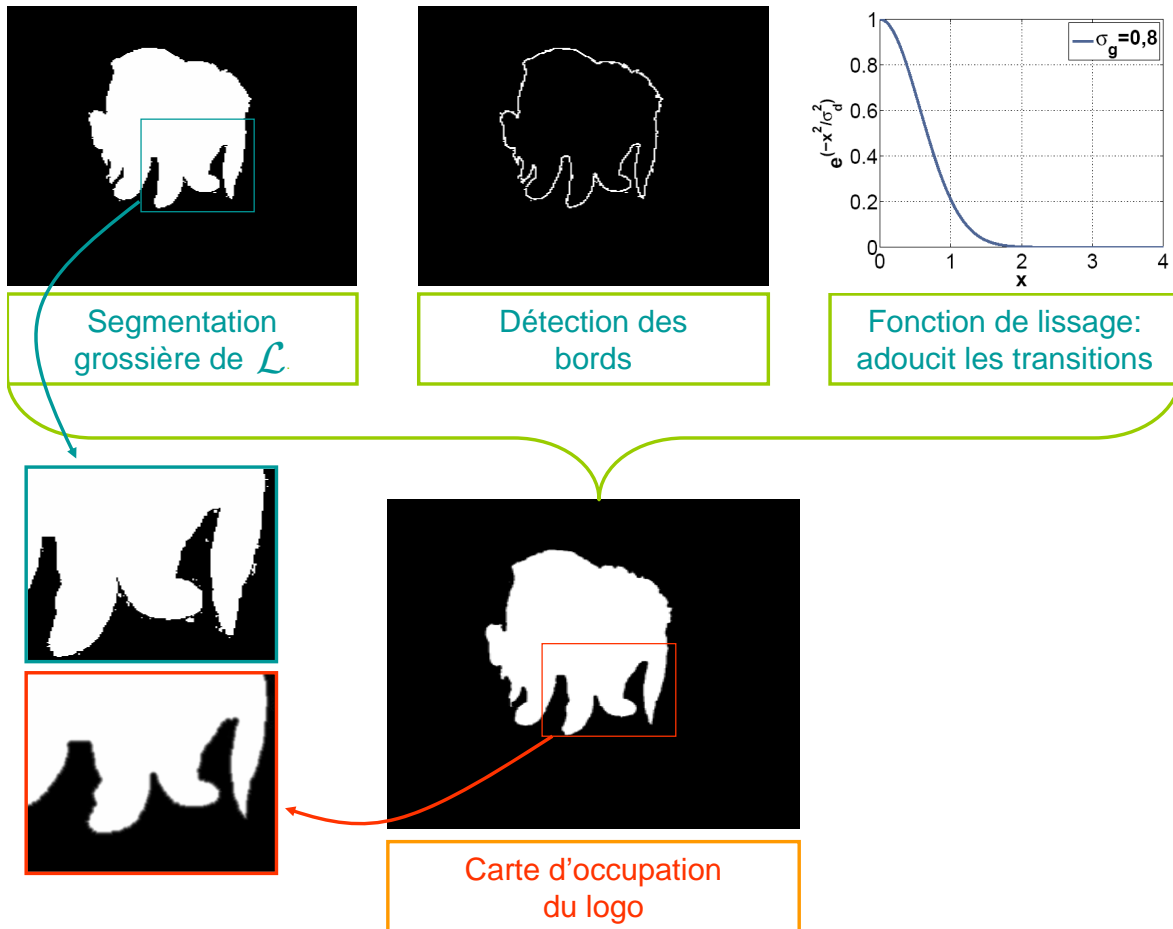 σg=0,8
1
0.8
0.6
0.4
0.2
0
0 1 2 3 4
e(-x²/σd²)
x
Segmentation
grossière de ℒ
Détection des
bords
Fonction de lissage:
adoucit les transitions
Carte d'occupation
du logo